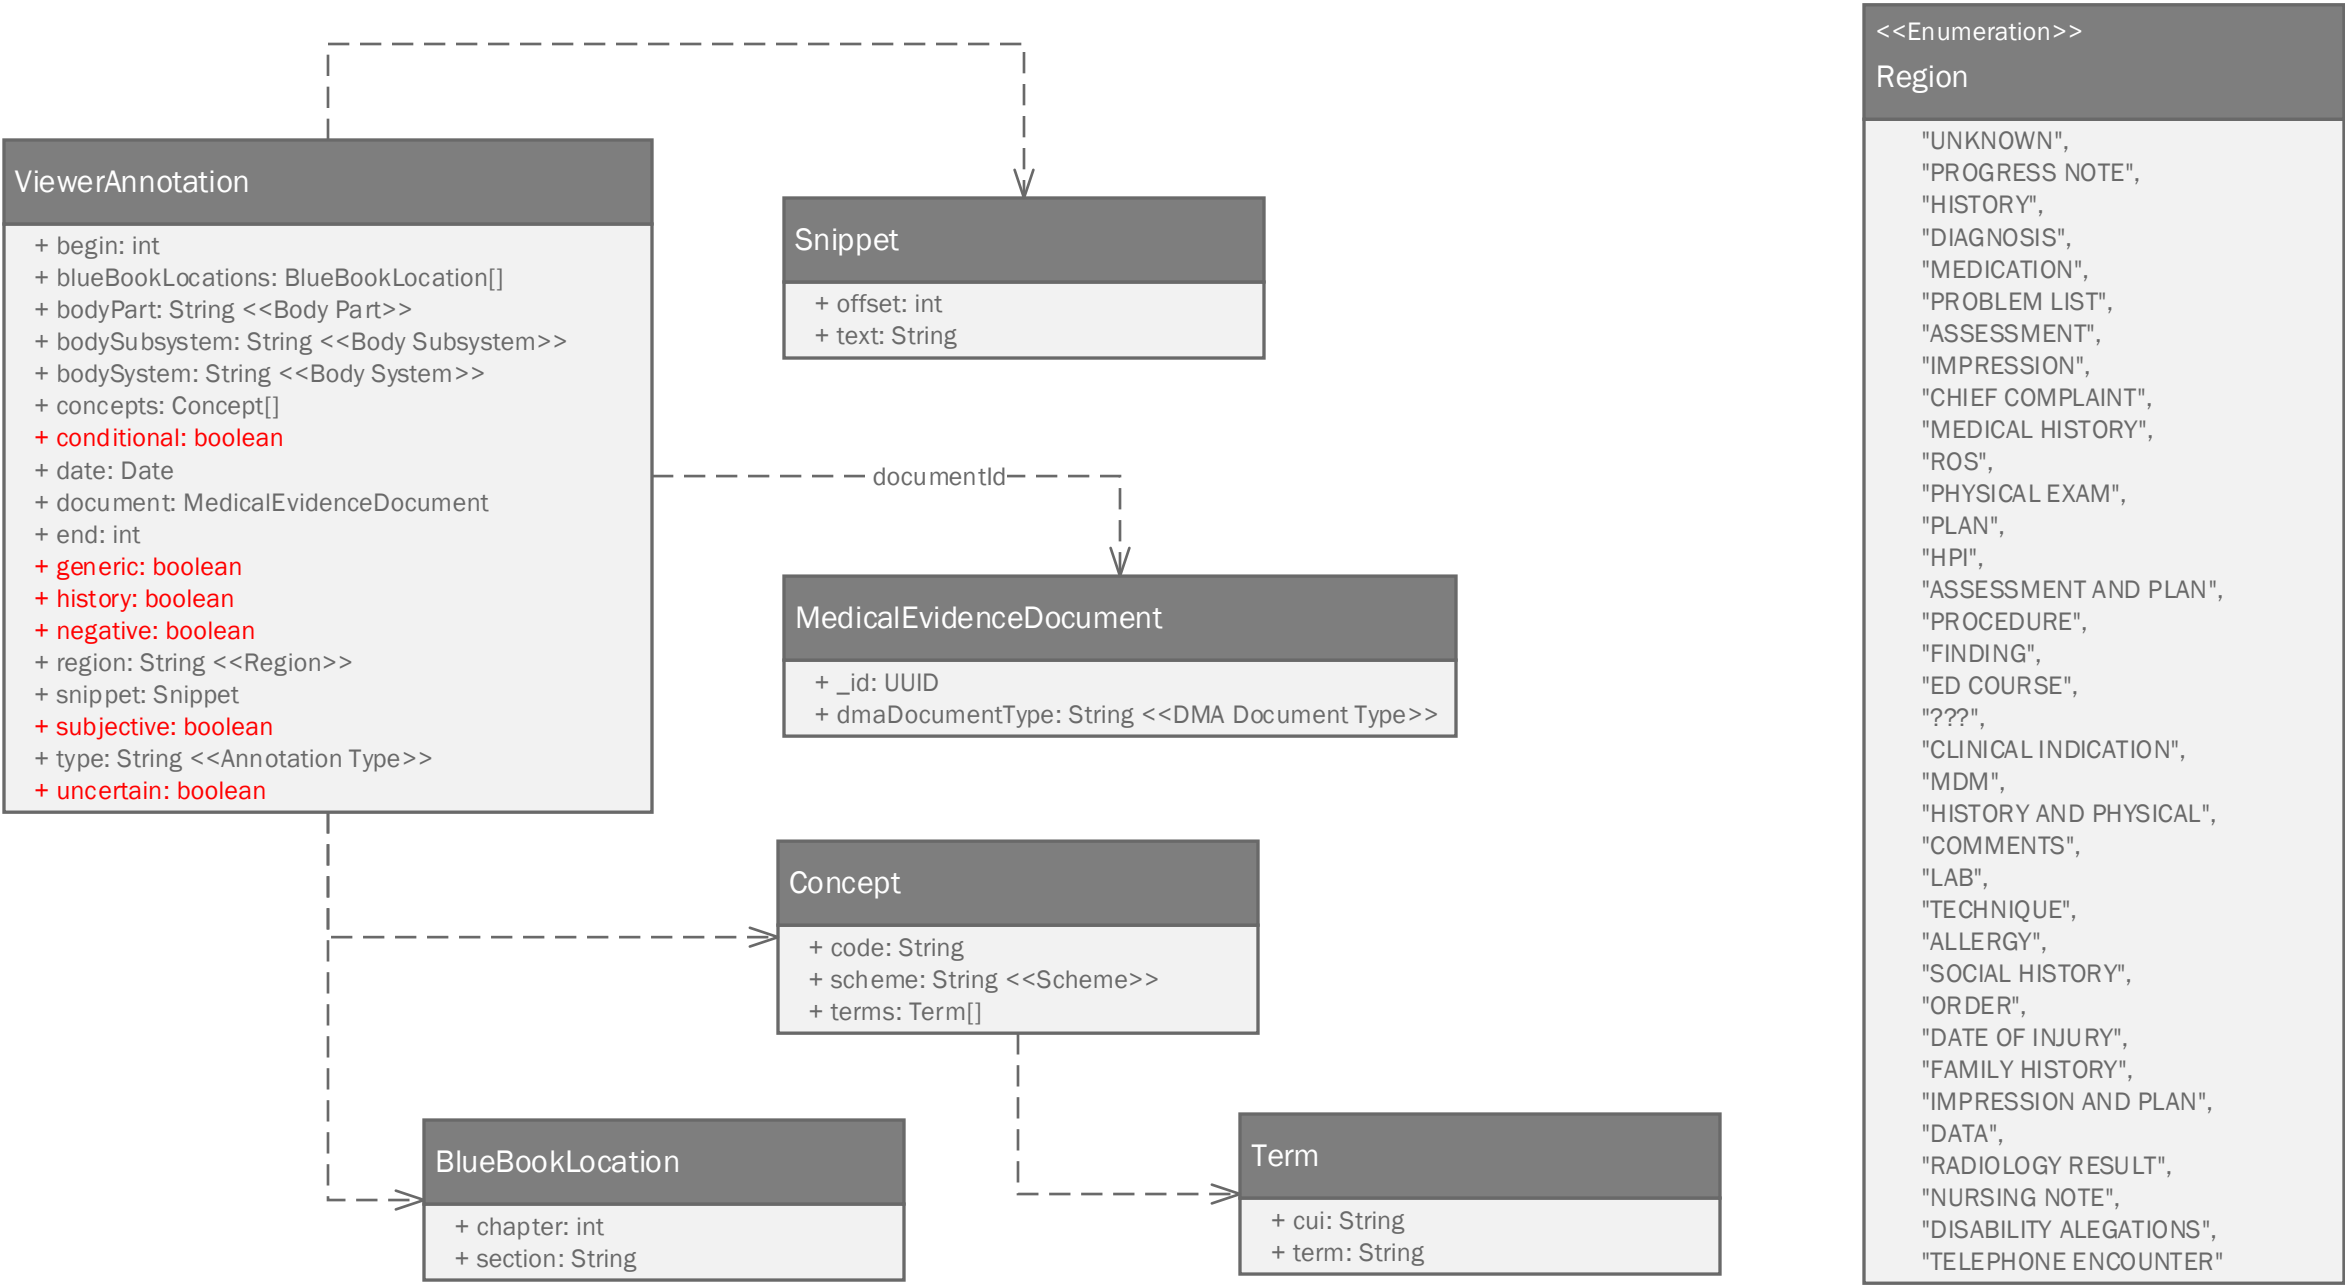 ViewerAnnotation
+ begin: int
+ blueBookLocations: BlueBookLocation[]
+ bodyPart: String <<Body Part>>
+ bodySubsystem: String <<Body Subsystem>>
+ bodySystem: String <<Body System>>
+ concepts: Concept[]
+ conditional: boolean
+ date: Date
+ document: MedicalEvidenceDocument
+ end: int
+ generic: boolean
+ history: boolean
+ negative: boolean
+ region: String <<Region>>
+ snippet: Snippet
+ subjective: boolean
+ type: String <<Annotation Type>>
+ uncertain: boolean
Snippet
+ offset: int
+ text: String
documentId
MedicalEvidenceDocument
+ _id: UUID
+ dmaDocumentType: String <<DMA Document Type>>
Concept
+ code: String
+ scheme: String <<Scheme>>
+ terms: Term[]
BlueBookLocation
+ chapter: int
+ section: String
Term
+ cui: String
+ term: String
<<Enumeration>>
Region
"UNKNOWN",
"PROGRESS NOTE",
"HISTORY",
"DIAGNOSIS",
"MEDICATION",
"PROBLEM LIST",
"ASSESSMENT",
"IMPRESSION",
"CHIEF COMPLAINT",
"MEDICAL HISTORY",
"ROS",
"PHYSICAL EXAM",
"PLAN",
"HPI",
"ASSESSMENT AND PLAN",
"PROCEDURE",
"FINDING",
"ED COURSE",
"???",
"CLINICAL INDICATION",
"MDM",
"HISTORY AND PHYSICAL",
"COMMENTS",
"LAB",
"TECHNIQUE",
"ALLERGY",
"SOCIAL HISTORY",
"ORDER",
"DATE OF INJURY",
"FAMILY HISTORY",
"IMPRESSION AND PLAN",
"DATA",
"RADIOLOGY RESULT",
"NURSING NOTE",
"DISABILITY ALEGATIONS",
"TELEPHONE ENCOUNTER"